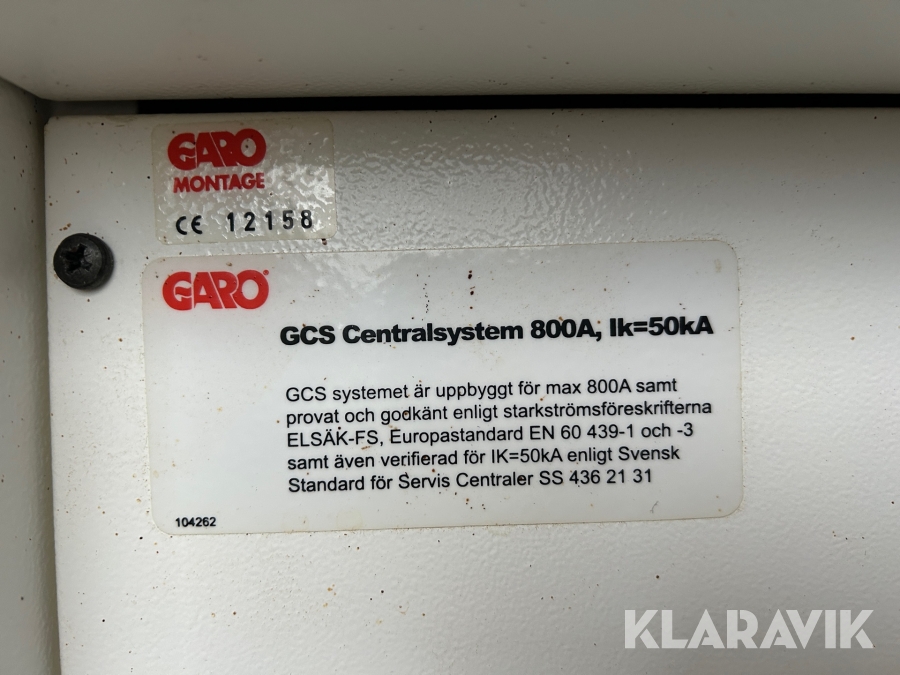 KLARAVIK
GARO
MONTAGE
CE 12158
GARO®
GCS Centralsystem 800A, Ik=50kA
GCS systemet är uppbyggt för max 800A samt
provat och godkänt enligt starkströmsföreskrifterna
ELSÄK-FS, Europastandard EN 60 439-1 och -3
samt även verifierad för IK=50kA enligt Svensk
Standard för Servis Centraler SS 436 21 31
104262
KLARAVIK